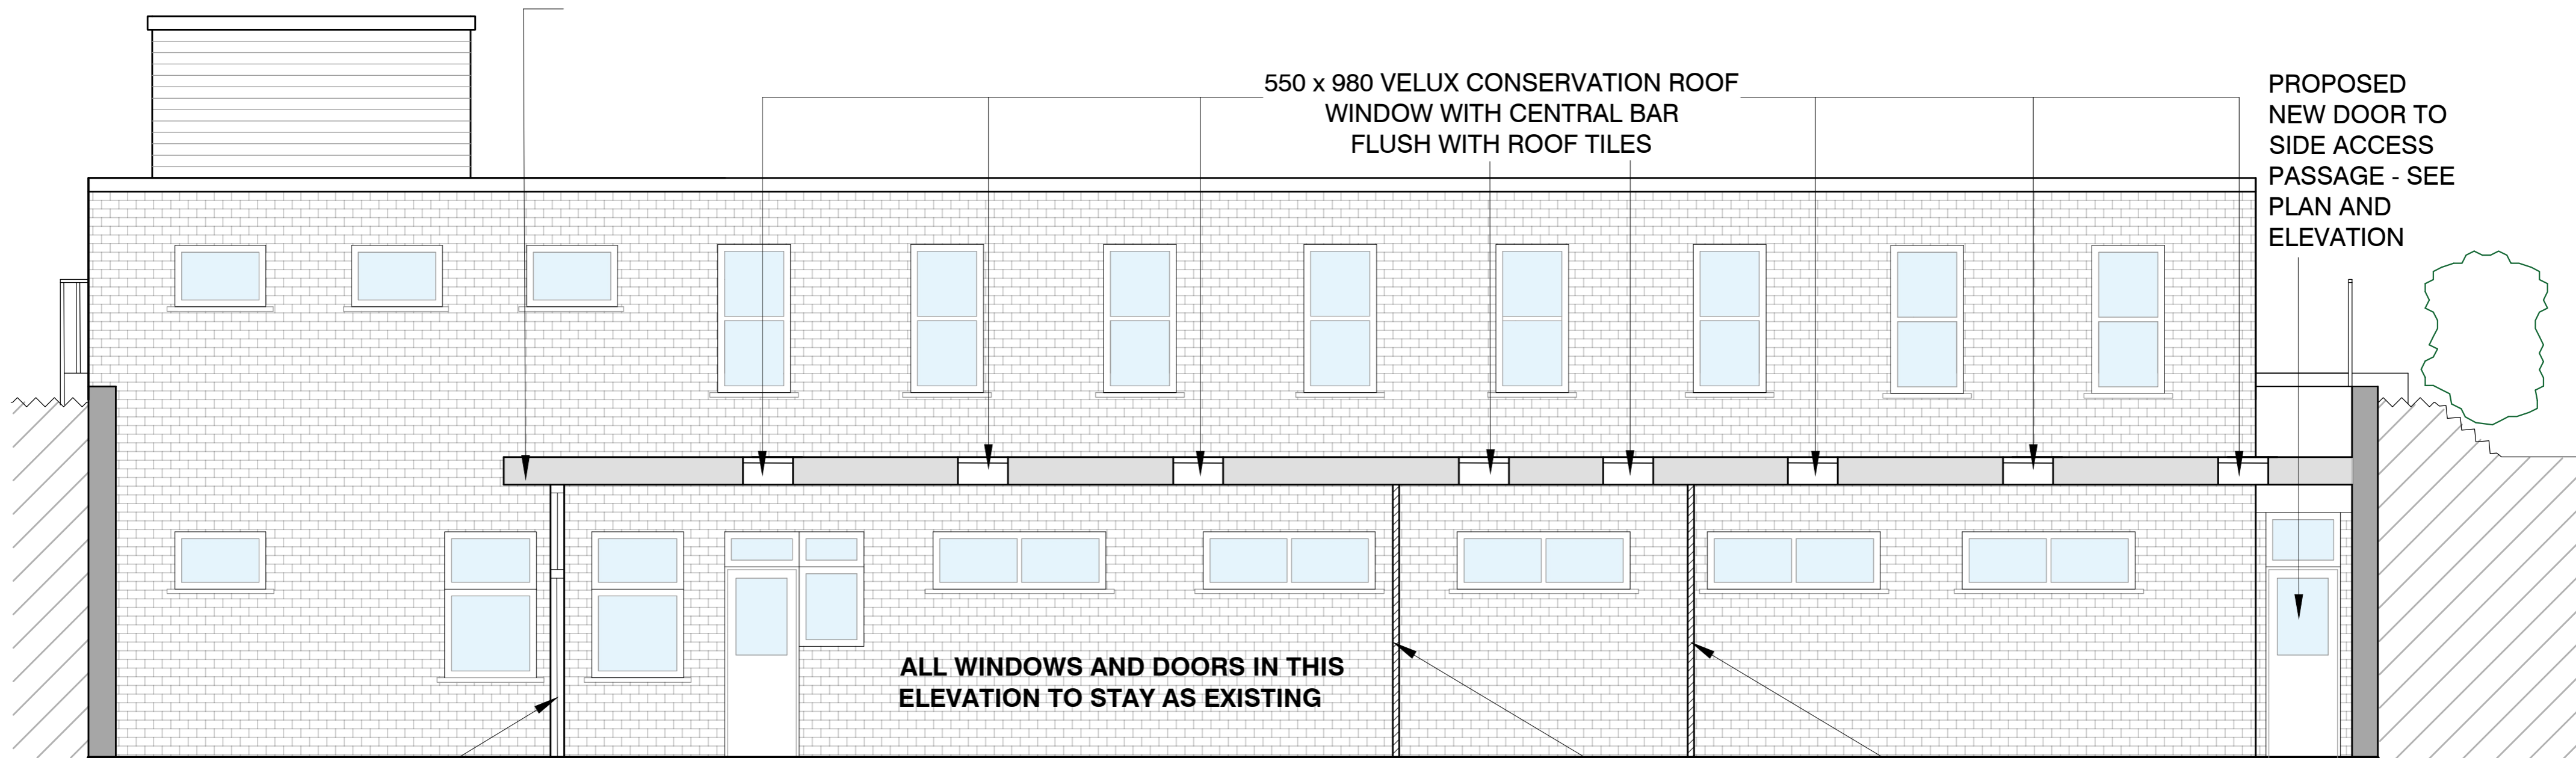 550 x 980 VELUX CONSERVATION ROOF
WINDOW WITH CENTRAL BAR
FLUSH WITH ROOF TILES
PROPOSED
NEW DOOR TO
SIDE ACCESS
PASSAGE - SEE
PLAN AND
ELEVATION
ALL WINDOWS AND DOORS IN THIS
ELEVATION TO STAY AS EXISTING